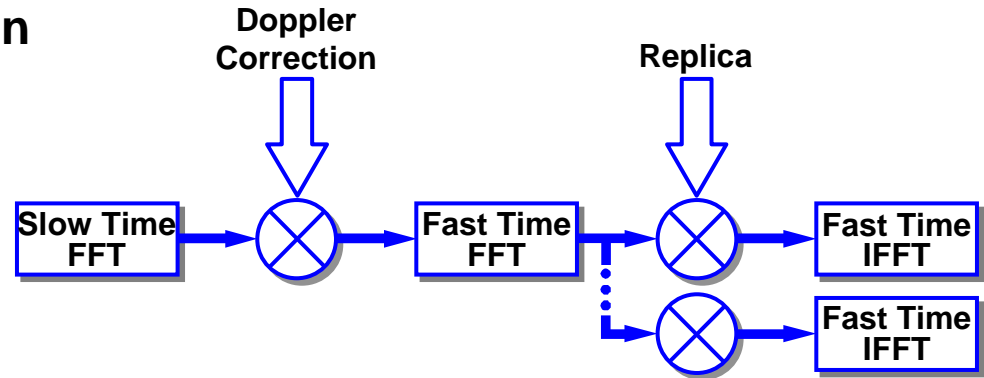 n
Doppler
Correction
Replica
Slow Time
FFT
Fast Time
FFT
Fast Time
IFFT
Fast Time
IFFT